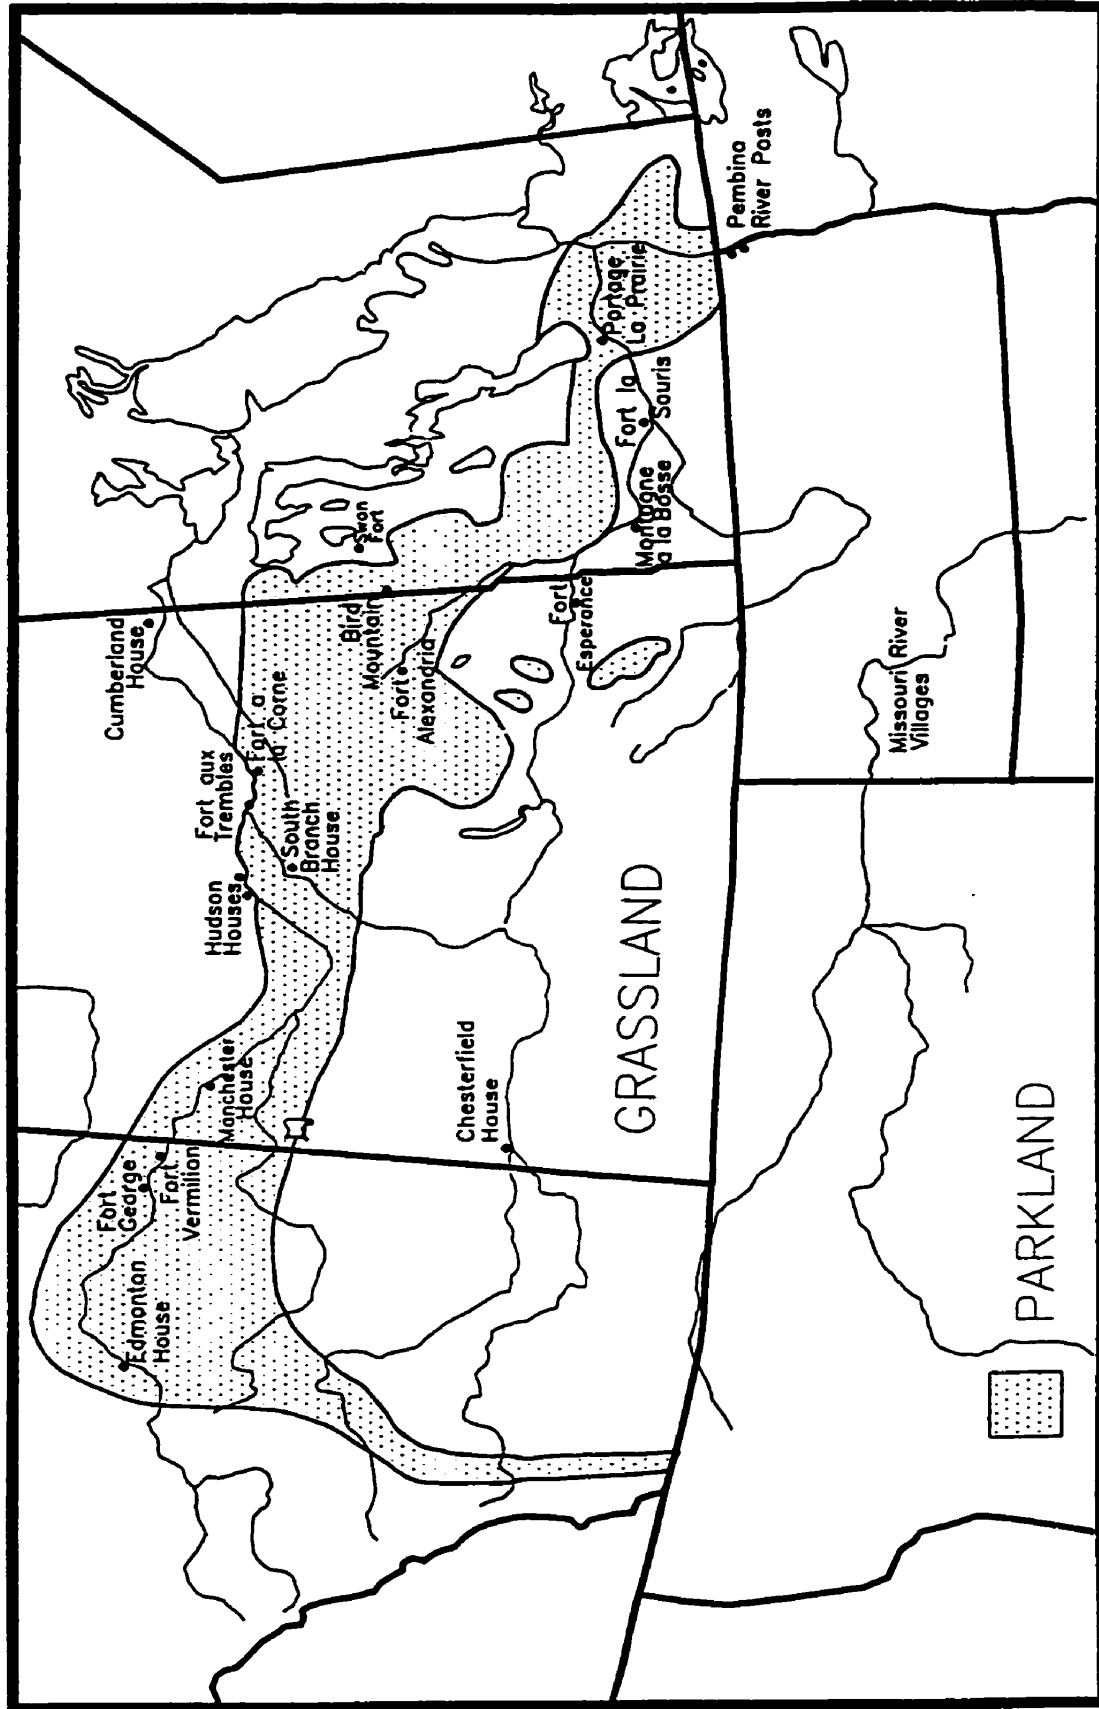 Edmonton
House
Fort
George
Fort
Vermilion
Manchester
House
Hudson
Houses
Fort aux
Trembles
Fort a
la Corne
South
Branch
House
Cumberland
House
Bird
Mountain
Fort
Alexandria
Swan
Fort
Fort
Esperance
Montagne
a la Bosse
Fort la
Souris
Portage
La Prairie
Pembina
River Posts
Chesterfield
House
GRASSLAND
Missouri River
Villages
PARKLAND